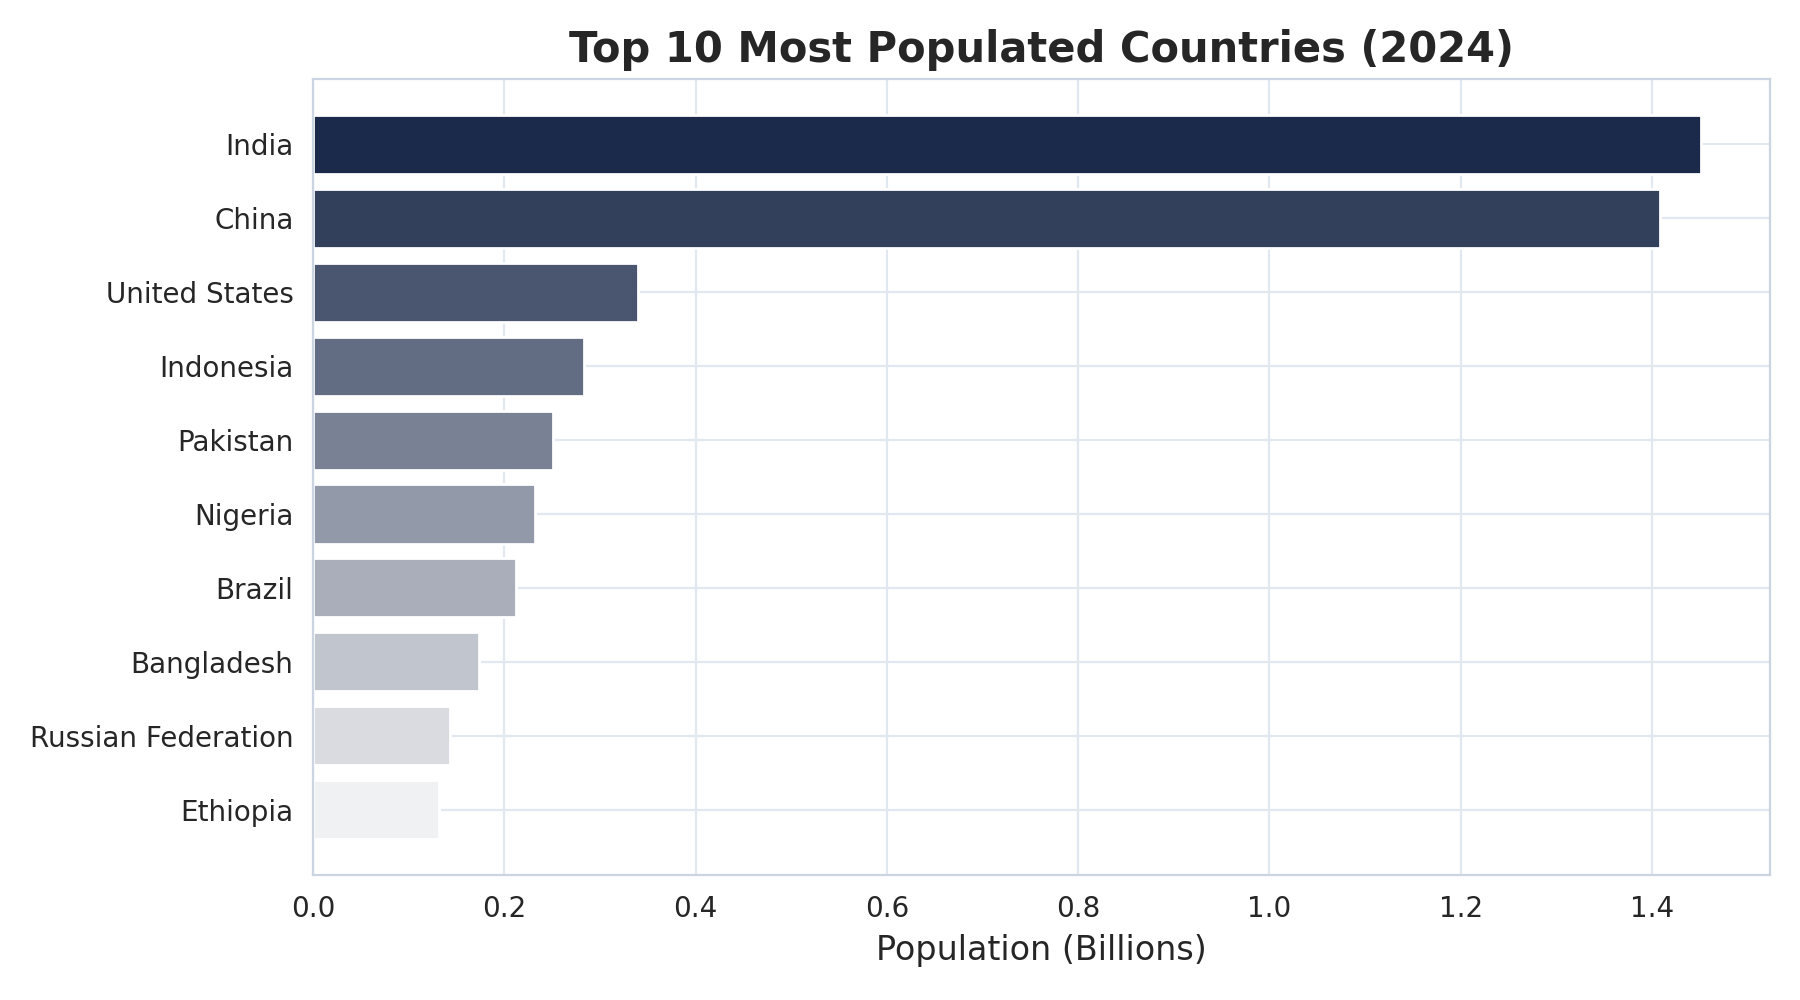 Top 10 Most Populated Countries (2024)
India
China
United States
Indonesia
Pakistan
Nigeria
Brazil
Bangladesh
Russian Federation
Ethiopia
0.0 0.2 0.4 0.6 0.8 1.0 1.2 1.4
Population (Billions)